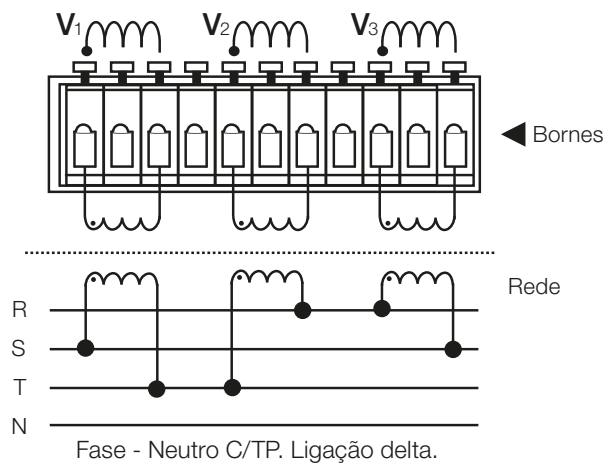 V1 V2 V3
Bornes
Rede
R
S
T
N
Fase - Neutro C/TP. Ligação delta.